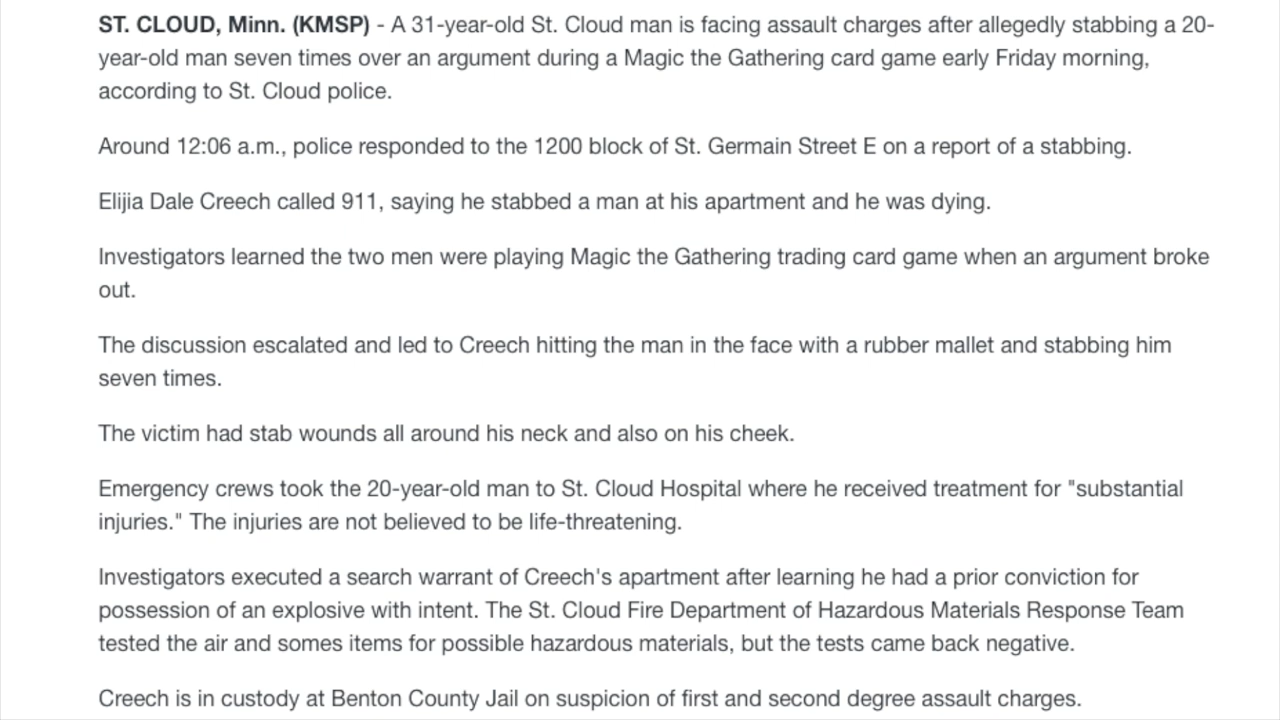 ST. CLOUD, Minn. (KMSP) - A 31-year-old St. Cloud man is facing assault charges after allegedly stabbing a 20-
year-old man seven times over an argument during a Magic the Gathering card game early Friday morning,
according to St. Cloud police.
Around 12:06 a.m., police responded to the 1200 block of St. Germain Street E on a report of a stabbing.
Elijia Dale Creech called 911, saying he stabbed a man at his apartment and he was dying.
Investigators learned the two men were playing Magic the Gathering trading card game when an argument broke
out.
The discussion escalated and led to Creech hitting the man in the face with a rubber mallet and stabbing him
seven times.
The victim had stab wounds all around his neck and also on his cheek.
Emergency crews took the 20-year-old man to St. Cloud Hospital where he received treatment for "substantial
injuries." The injuries are not believed to be life-threatening.
Investigators executed a search warrant of Creech's apartment after learning he had a prior conviction for
possession of an explosive with intent. The St. Cloud Fire Department of Hazardous Materials Response Team
tested the air and somes items for possible hazardous materials, but the tests came back negative.
Creech is in custody at Benton County Jail on suspicion of first and second degree assault charges.